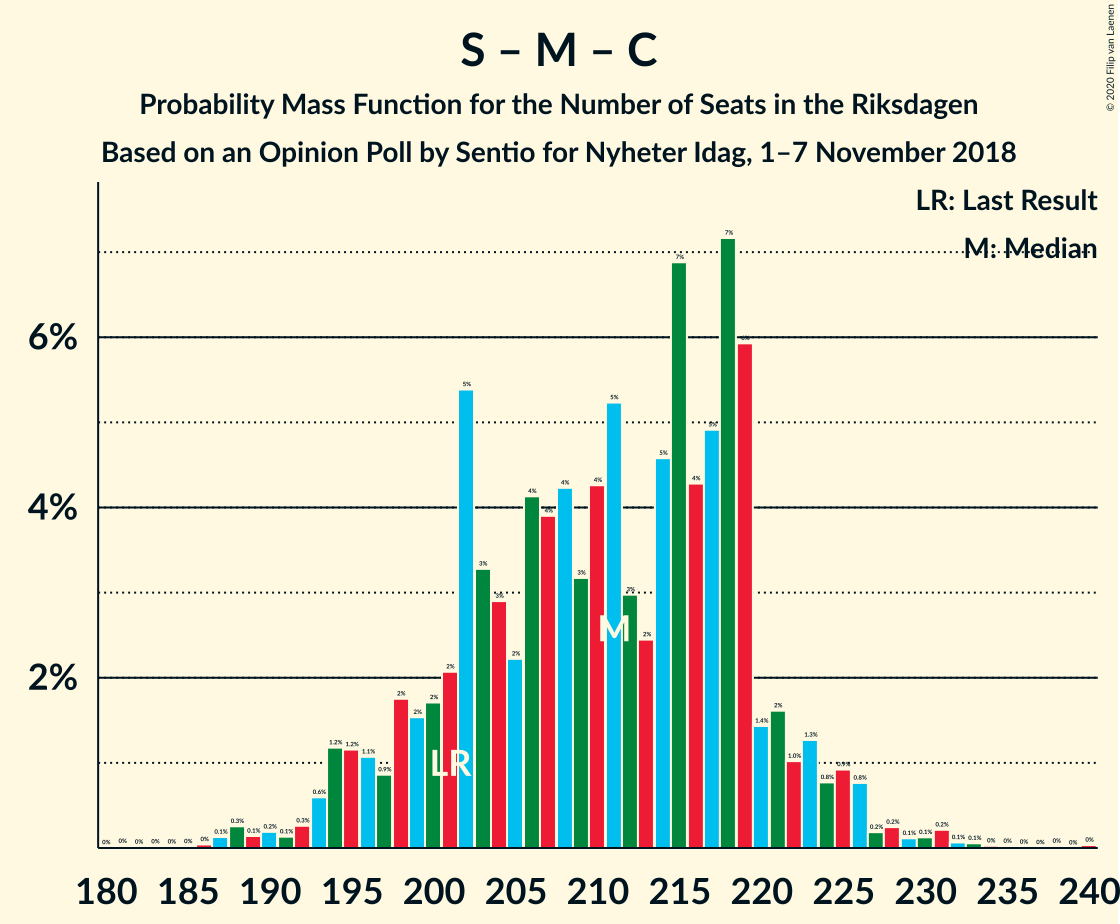 S – M – C
Probability Mass Function for the Number of Seats in the Riksdagen
Based on an Opinion Poll by Sentio for Nyheter Idag, 1–7 November 2018
© 2020 Filip van Laenen
LR: Last Result
M: Median
6%
4%
2%
0% 0% 0% 0% 0% 0% 0% 0.1% 0.3% 0.1% 0.2% 0.1% 0.3% 0.6% 1.2% 1.2% 1.1% 0.9% 2% 2% 2% 2% 5% 3% 3% 2% 4% 4% 4% 3% 4% 5% 3% 2% 5% 7% 4% 5% 7% 6% 1.4% 2% 1.0% 1.3% 0.8% 0.9% 0.8% 0.2% 0.2% 0.1% 0.1% 0.2% 0.1% 0.1% 0% 0% 0% 0% 0% 0% 0%
M
LR
180 185 190 195 200 205 210 215 220 225 230 235 240